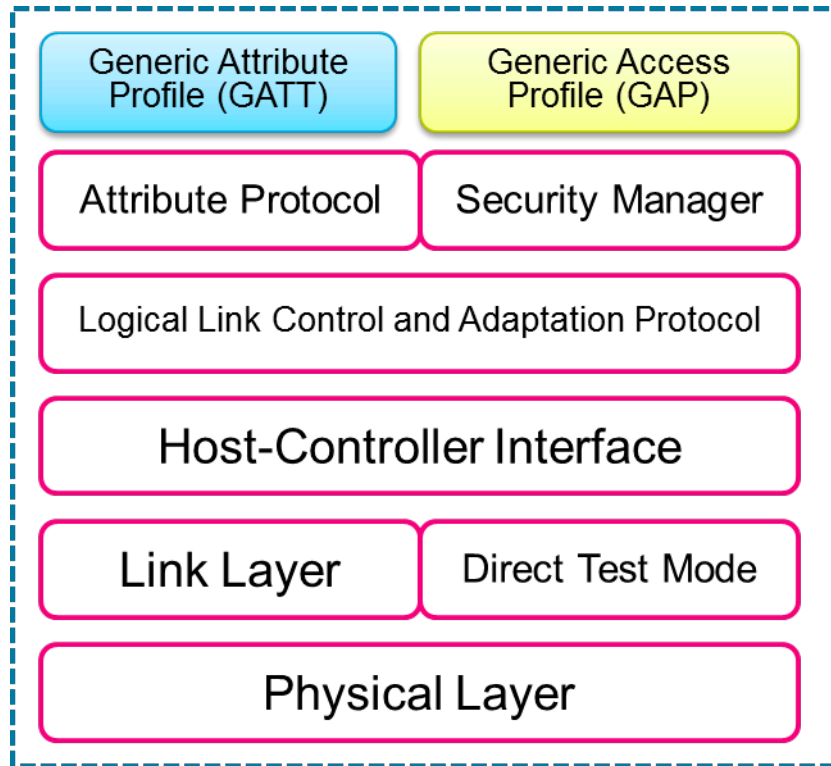 Generic Attribute
Profile (GATT)
Generic Access
Profile (GAP)
Attribute Protocol
Security Manager
Logical Link Control and Adaptation Protocol
Host-Controller Interface
Link Layer
Direct Test Mode
Physical Layer